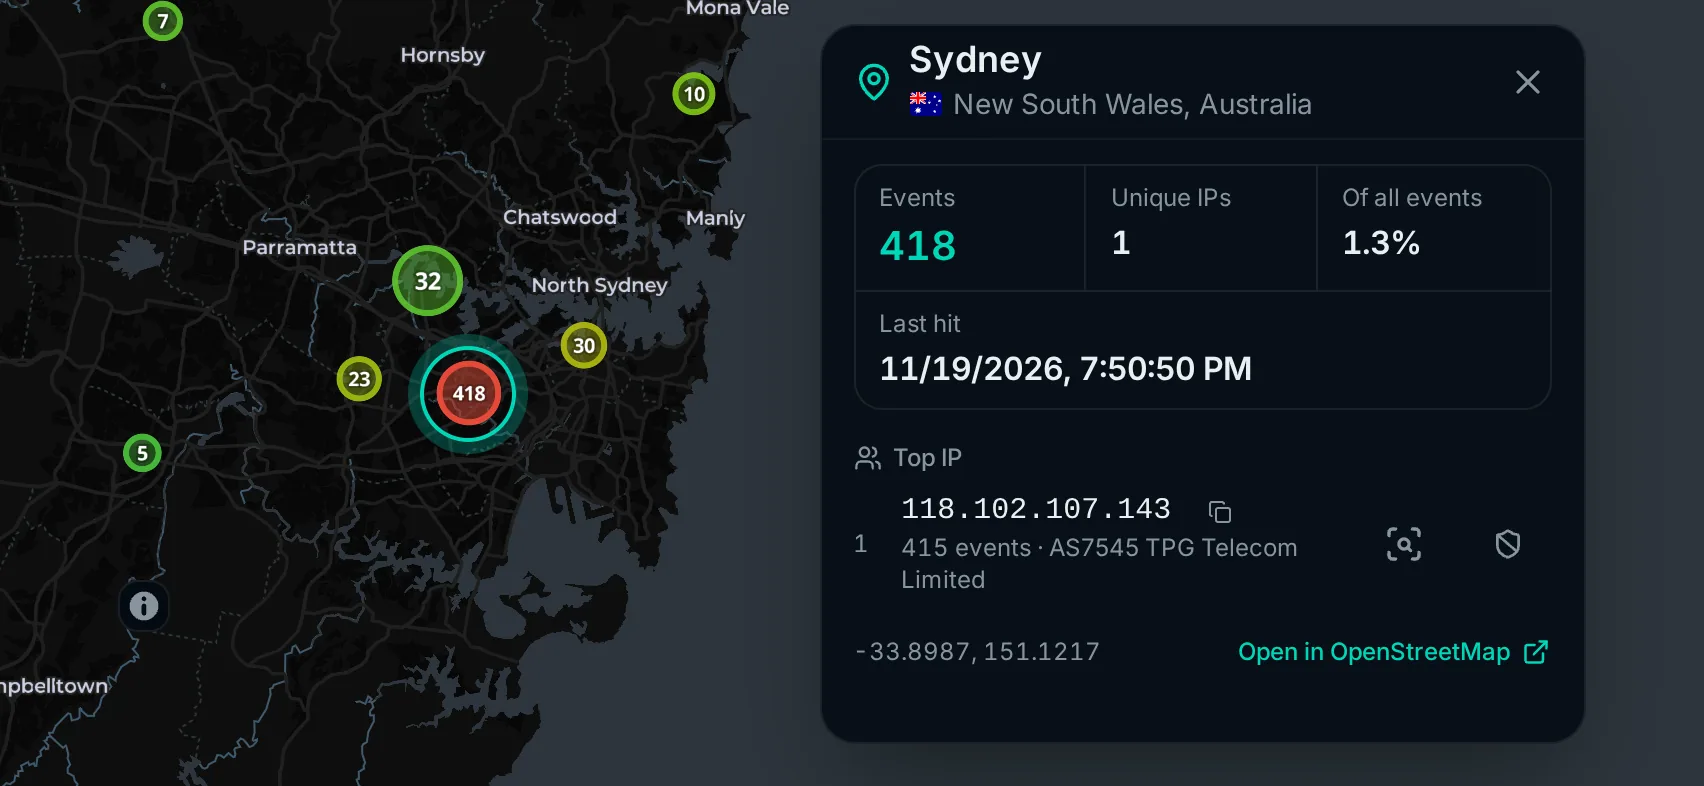 Mona Vale
7
Hornsby
10
Chatswood
Manly
Parramatta
32
North Sydney
30
23
418
5
mpbelltown
Sydney
New South Wales, Australia
Events
418
Unique IPs
1
Of all events
1.3%
Last hit
11/19/2026, 7:50:50 PM
Top IP
1
118.102.107.143
415 events · AS7545 TPG Telecom
Limited
-33.8987, 151.1217
Open in OpenStreetMap